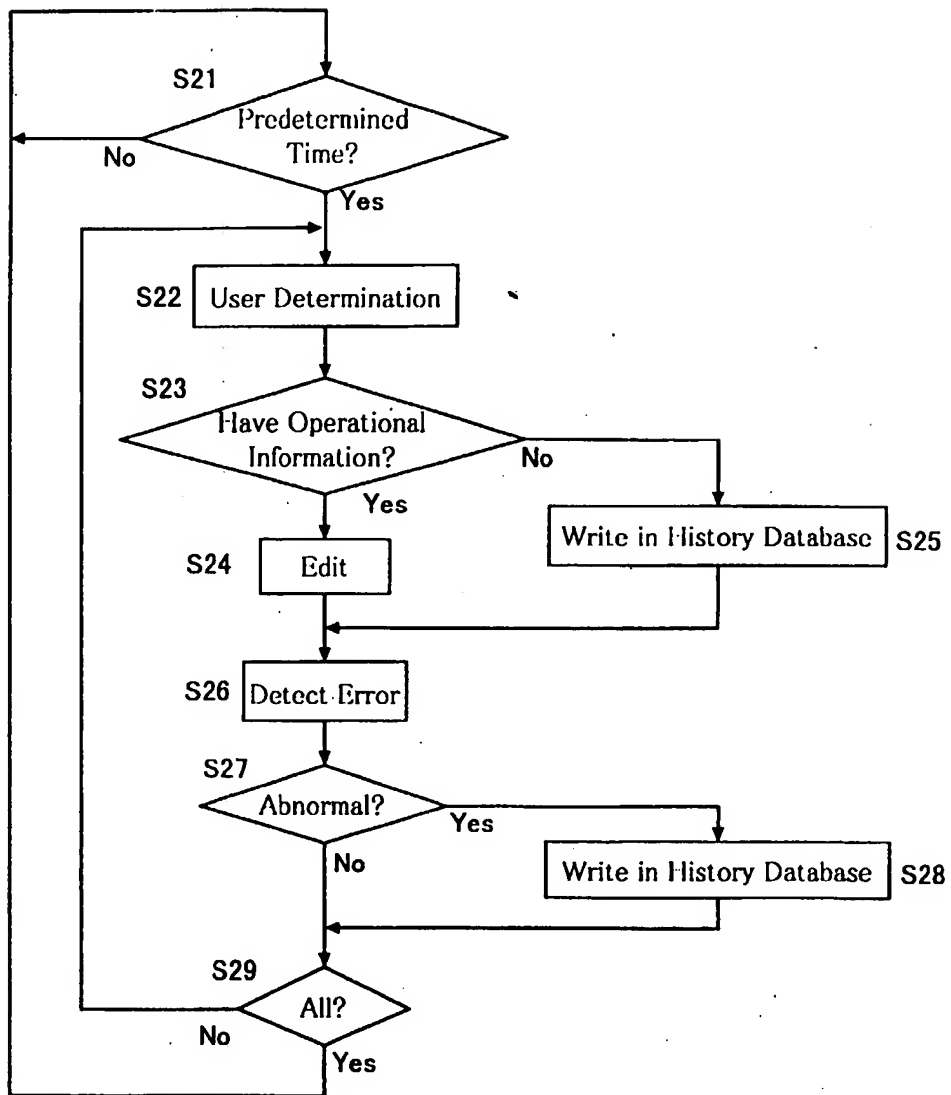 S21
Predetermined
Time?
No
Yes
S22
User Determination
S23
Have Operational
Information?
No
Yes
S24
Edit
Write in History Database
S25
S26
Detect Error
S27
Abnormal?
Yes
No
Write in History Database
S28
S29
All?
No
Yes